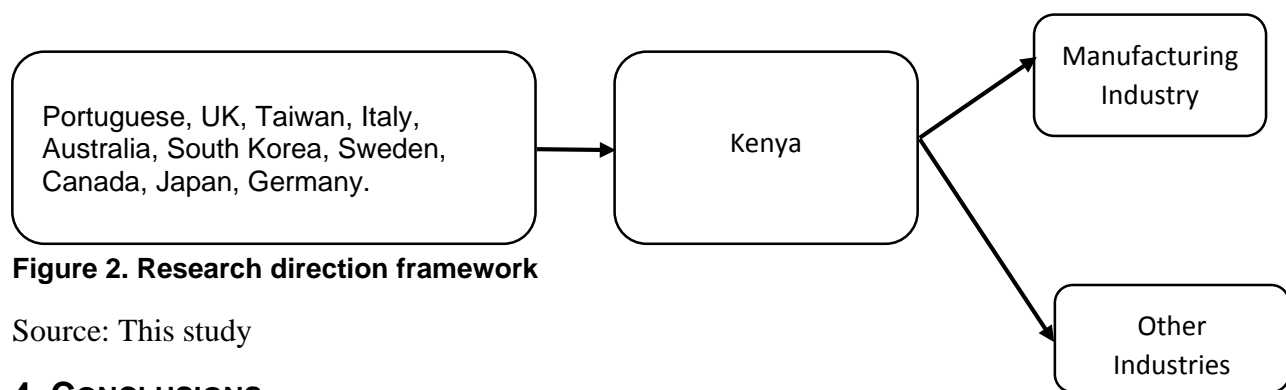 Portuguese, UK, Taiwan, Italy,
Australia, South Korea, Sweden,
Canada, Japan, Germany.
Kenya
Manufacturing
Industry
Other
Industries
Figure 2. Research direction framework
Source: This study
4. CONCLUSIONS